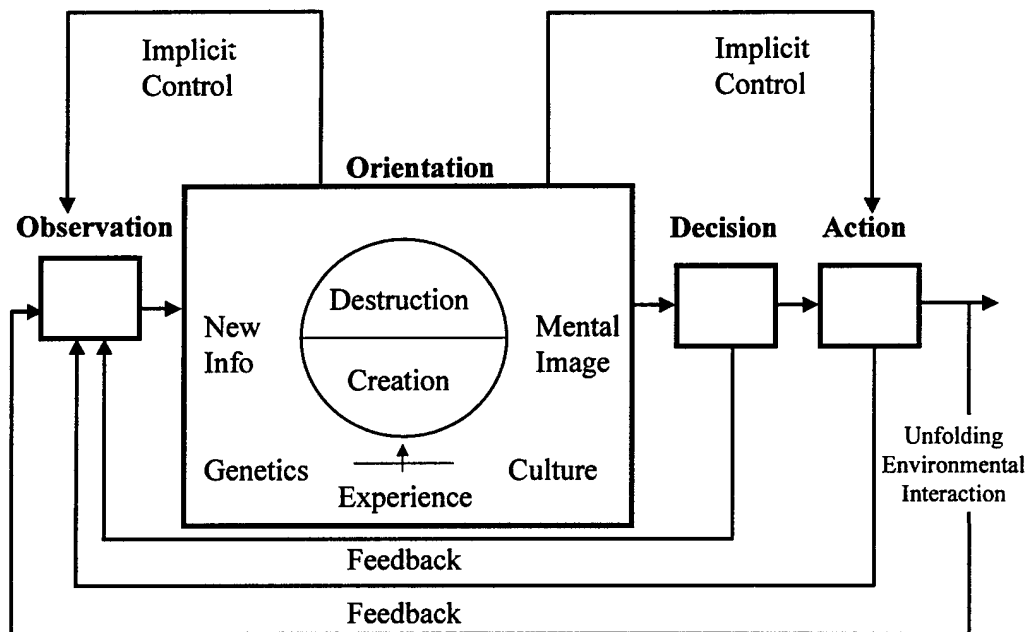 Implicit
Control
Implicit
Control
Orientation
Observation
Decision
Action
Destruction
New
Info
Mental
Image
Creation
Genetics
Culture
Experience
Unfolding
Environmental
Interaction
Feedback
Feedback